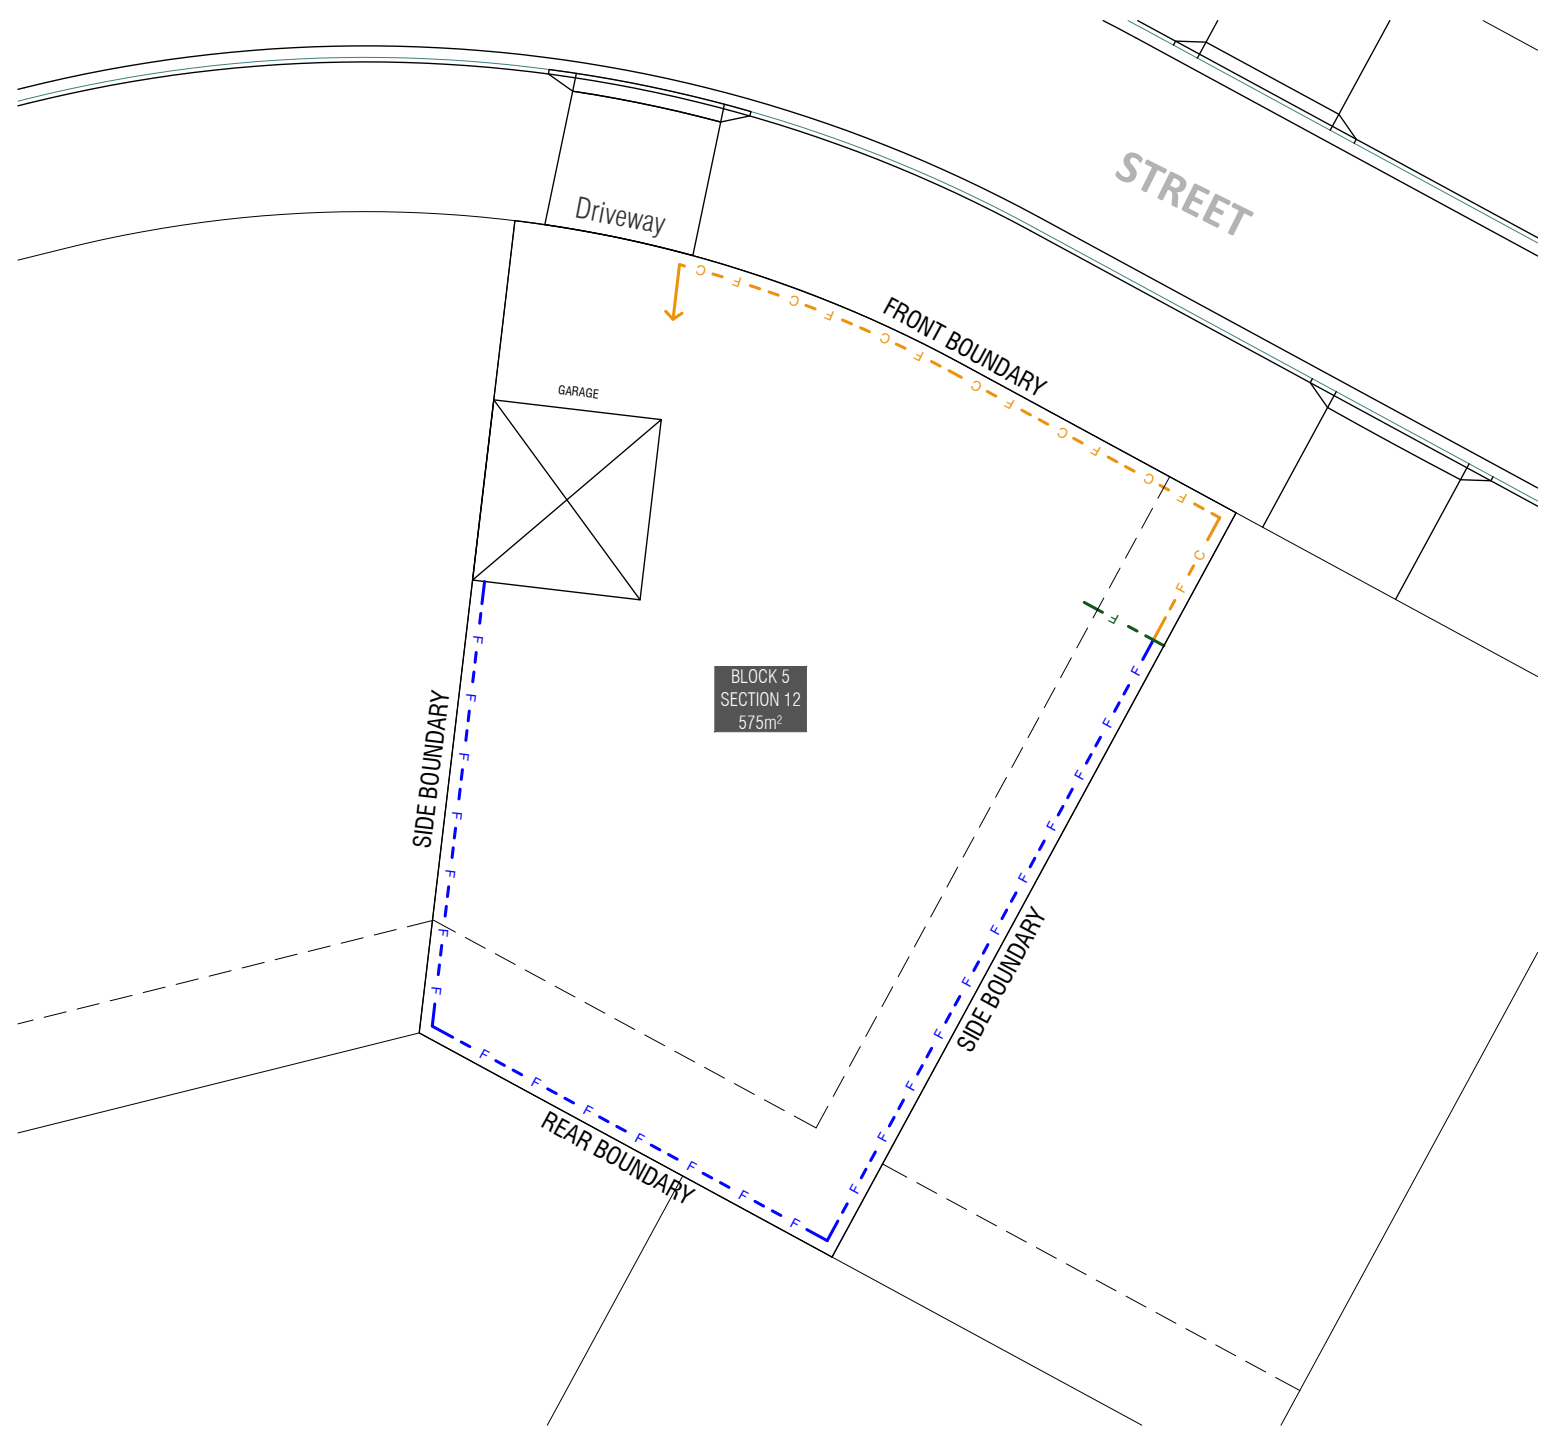 STREET
Driveway
FRONT BOUNDARY
C F C F C F C F C F C F
C F
GARAGE
F
BLOCK 5
SECTION 12
575m²
SIDE BOUNDARY
F F F F F F F
SIDE BOUNDARY
F F F F F F F F F F F
REAR BOUNDARY
F F F F F F F